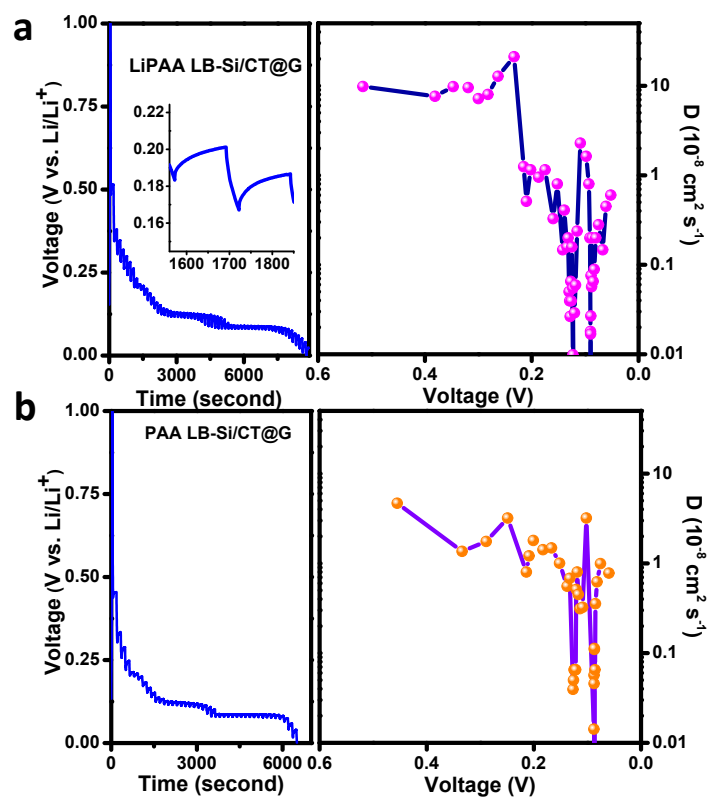 a
LiPAA LB-Si/CT@G
Voltage (V vs. Li/Li⁺)
1.00
0.75
0.50
0.25
0.00
0.22
0.20
0.18
0.16
1600 1700 1800
0 3000 6000
Time (second)
0.6 0.4 0.2 0.0
Voltage (V)
10
1
0.1
0.01
D (10⁻⁸ cm² s⁻¹)
b
PAA LB-Si/CT@G
Voltage (V vs. Li/Li⁺)
1.00
0.75
0.50
0.25
0.00
0 3000 6000
Time (second)
0.6 0.4 0.2 0.0
Voltage (V)
10
1
0.1
0.01
D (10⁻⁸ cm² s⁻¹)